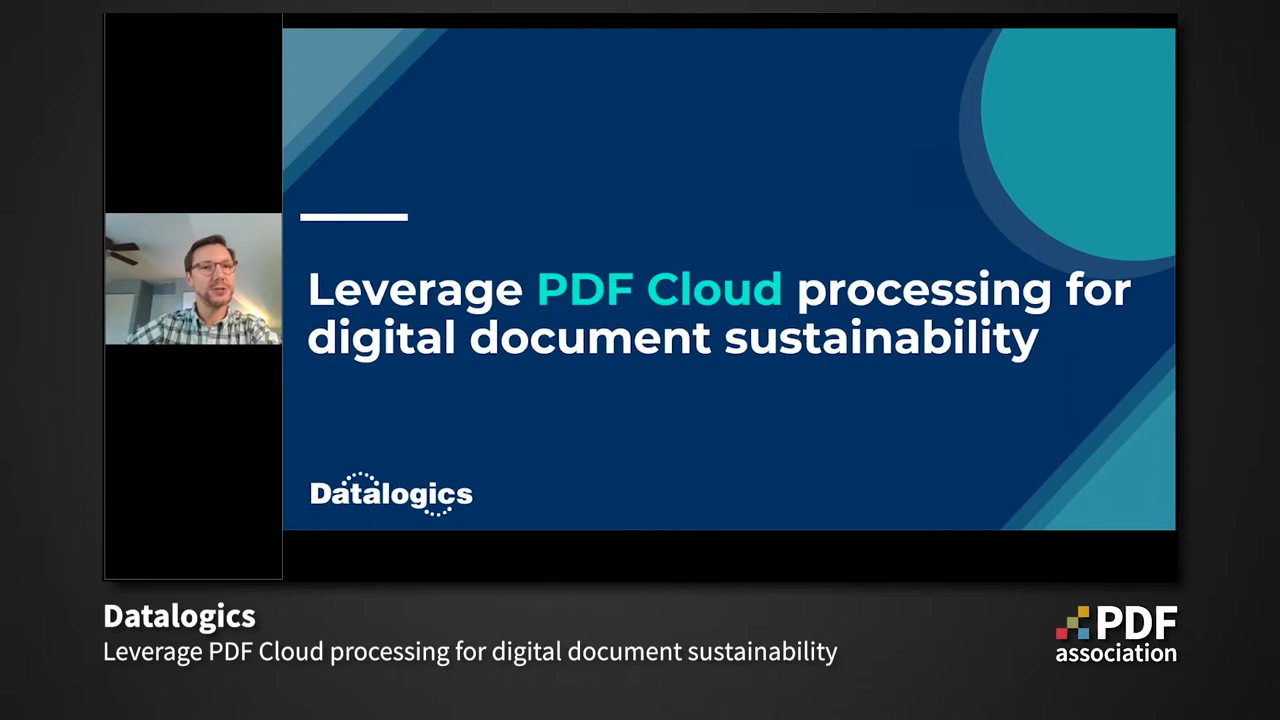 Leverage PDF Cloud processing for
digital document sustainability
Datalogics
Datalogics
Leverage PDF Cloud processing for digital document sustainability
PDF
association